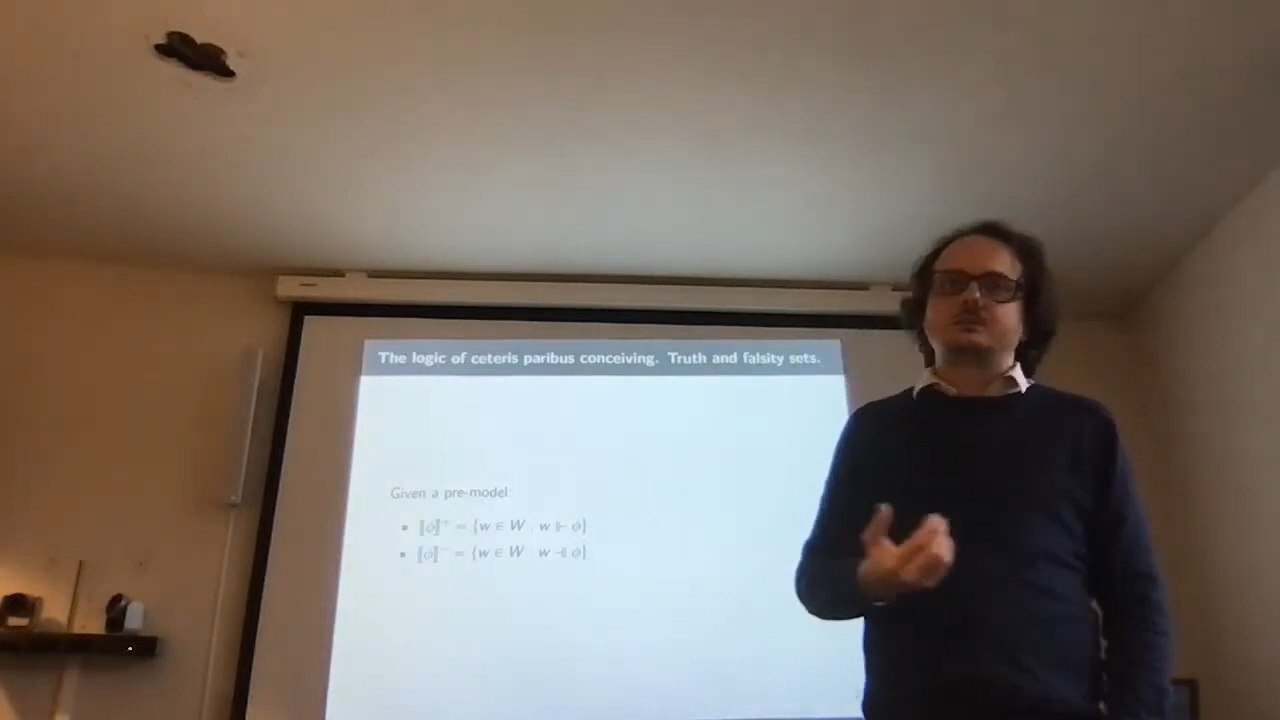 The logic of ceteris paribus conceiving. Truth and falsity sets.
Given a pre-model:
• ⟦ϕ⟧⁺ = {w ∈ W : w ⊩ ϕ}
• ⟦ϕ⟧⁻ = {w ∈ W : w ⫣ ϕ}